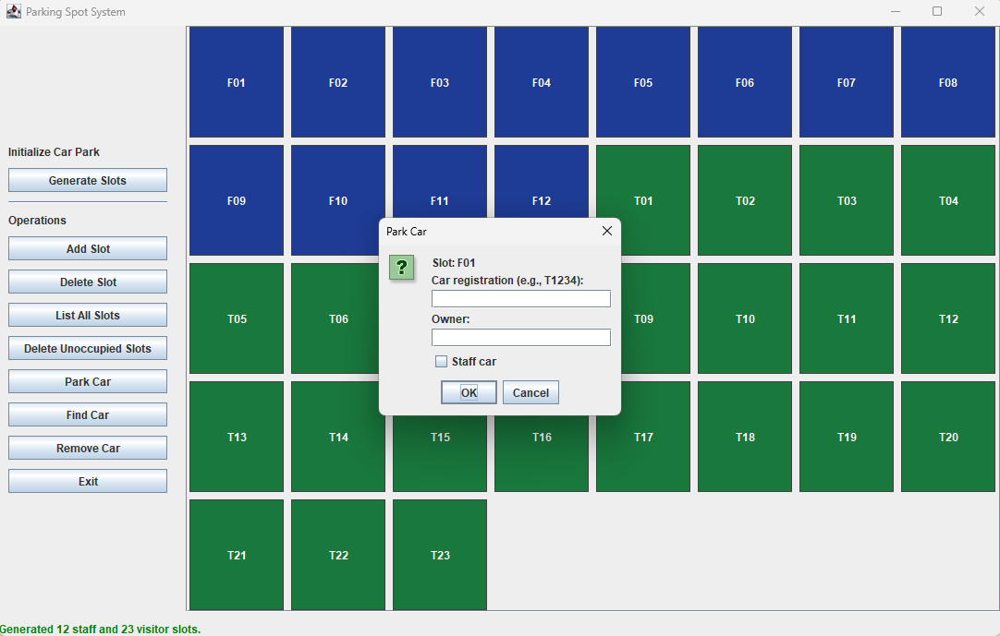 Parking Spot System
F01 F02 F03 F04 F05 F06 F07 F08
Initialize Car Park
Generate Slots
F09 F10 F11 F12 T01 T02 T03 T04
Operations
Add Slot
Delete Slot
List All Slots
Delete Unoccupied Slots
Park Car
Find Car
Remove Car
Exit
Park Car
?
Slot: F01
Car registration (e.g., T1234):
Owner:
Staff car
OK Cancel
T05 T06 T09 T10 T11 T12
T13 T14 T15 T16 T17 T18 T19 T20
T21 T22 T23
Generated 12 staff and 23 visitor slots.